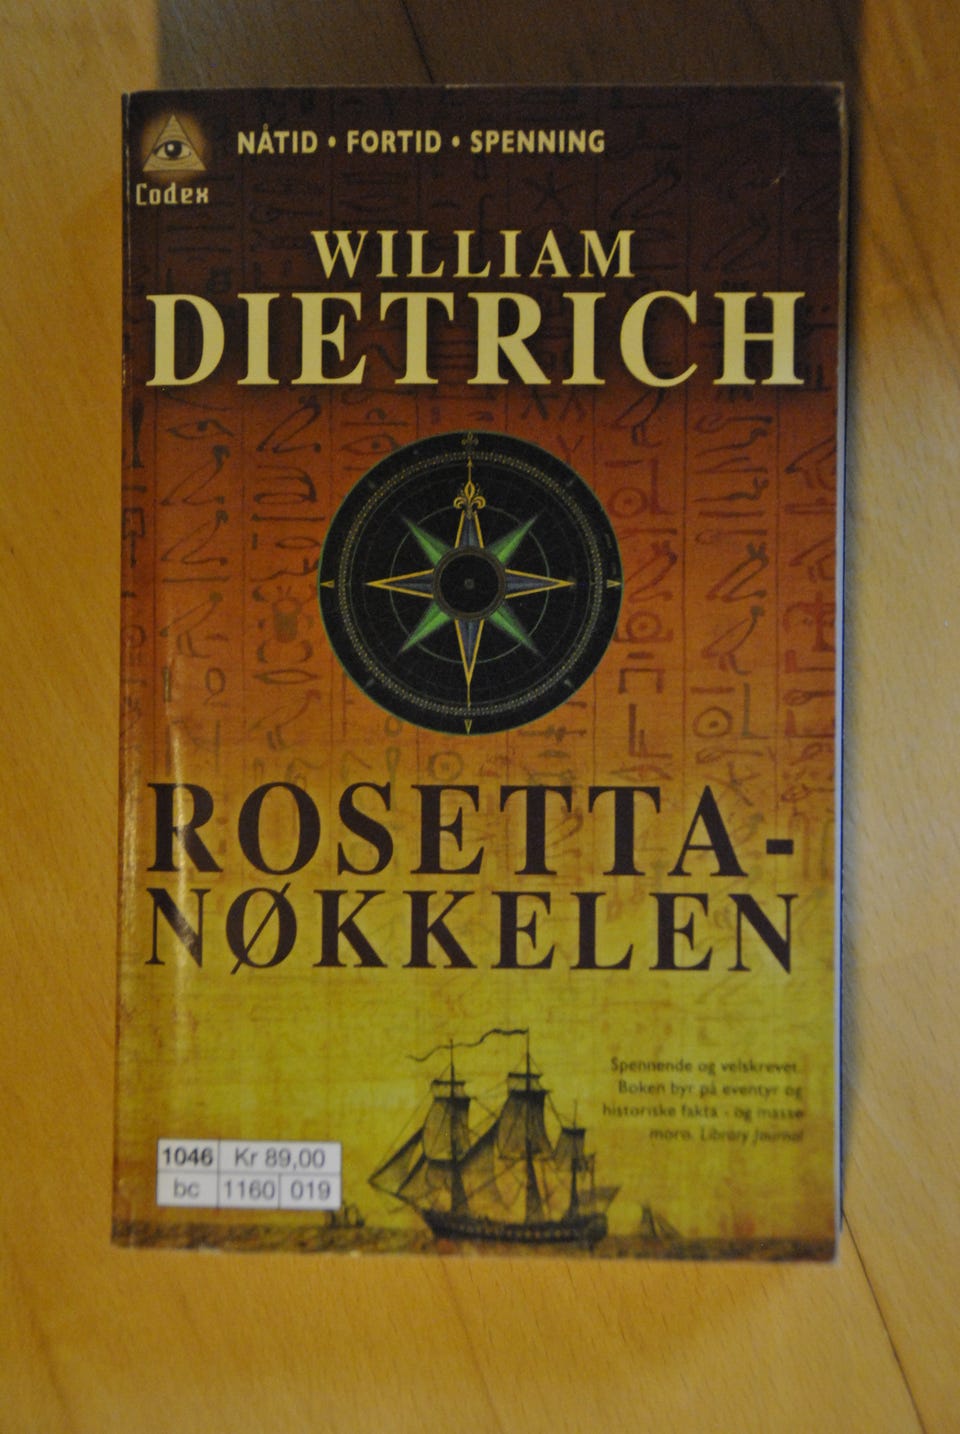 NÅTID • FORTID • SPENNING
Codex
WILLIAM
DIETRICH
ROSETTA-
NØKKELEN
Spennende og velskrevet.
Boken byr på eventyr og
historiske fakta - og masse
moro. Library Journal
1046 Kr 89,00
bc 1160 019